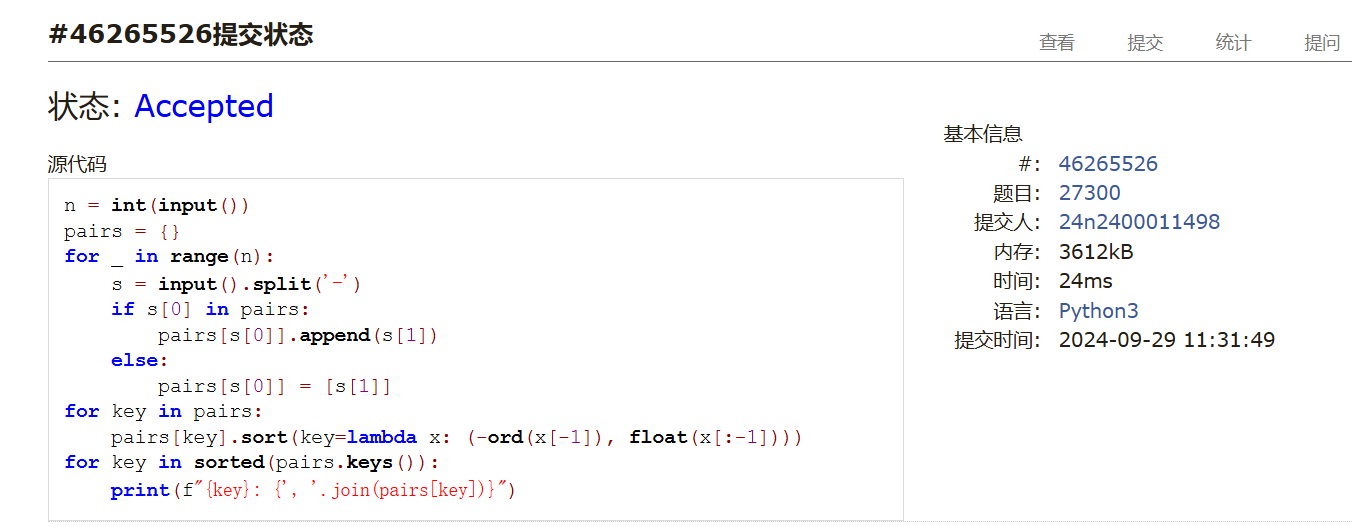 #46265526提交状态
查看 提交 统计 提问
状态: Accepted
源代码
n = int(input())
pairs = {}
for _ in range(n):
    s = input().split('-')
    if s[0] in pairs:
        pairs[s[0]].append(s[1])
    else:
        pairs[s[0]] = [s[1]]
for key in pairs:
    pairs[key].sort(key=lambda x: (-ord(x[-1]), float(x[:-1])))
for key in sorted(pairs.keys()):
    print(f"{key}: {', '.join(pairs[key])}")
基本信息
#: 46265526
题目: 27300
提交人: 24n2400011498
内存: 3612kB
时间: 24ms
语言: Python3
提交时间: 2024-09-29 11:31:49